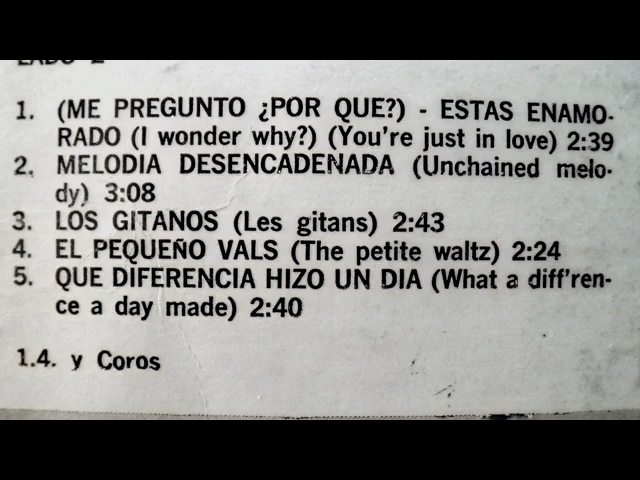 LADO 2
1. (ME PREGUNTO ¿POR QUE?) - ESTAS ENAMO-
RADO (I wonder why?) (You're just in love) 2:39
2. MELODIA DESENCADENADA (Unchained melo-
dy) 3:08
3. LOS GITANOS (Les gitans) 2:43
4. EL PEQUEÑO VALS (The petite waltz) 2:24
5. QUE DIFERENCIA HIZO UN DIA (What a diff'ren-
ce a day made) 2:40
1.4. y Coros